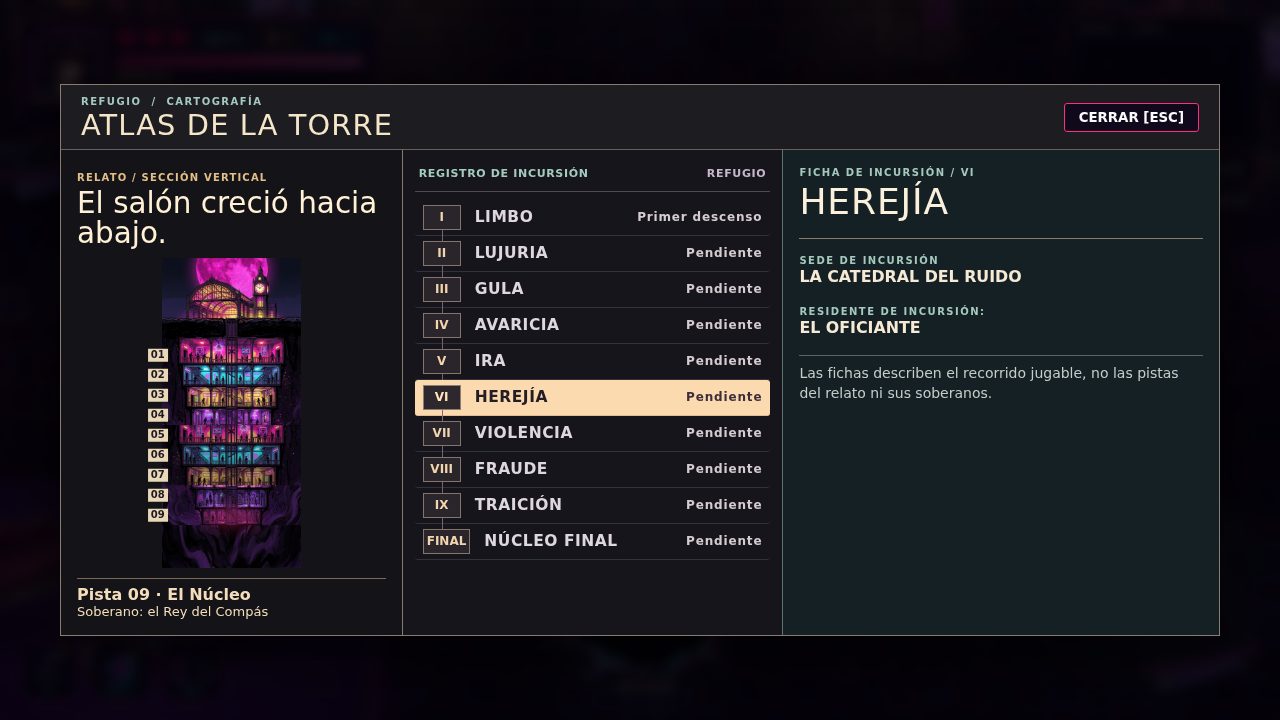 REFUGIO / CARTOGRAFÍA
ATLAS DE LA TORRE
CERRAR [ESC]
RELATO / SECCIÓN VERTICAL
El salón creció hacia
abajo.
01
02
03
04
05
06
07
08
09
Pista 09 · El Núcleo
Soberano: el Rey del Compás
REGISTRO DE INCURSIÓN REFUGIO
I LIMBO Primer descenso
II LUJURIA Pendiente
III GULA Pendiente
IV AVARICIA Pendiente
V IRA Pendiente
VI HEREJÍA Pendiente
VII VIOLENCIA Pendiente
VIII FRAUDE Pendiente
IX TRAICIÓN Pendiente
FINAL NÚCLEO FINAL Pendiente
FICHA DE INCURSIÓN / VI
HEREJÍA
SEDE DE INCURSIÓN
LA CATEDRAL DEL RUIDO
RESIDENTE DE INCURSIÓN:
EL OFICIANTE
Las fichas describen el recorrido jugable, no las pistas
del relato ni sus soberanos.